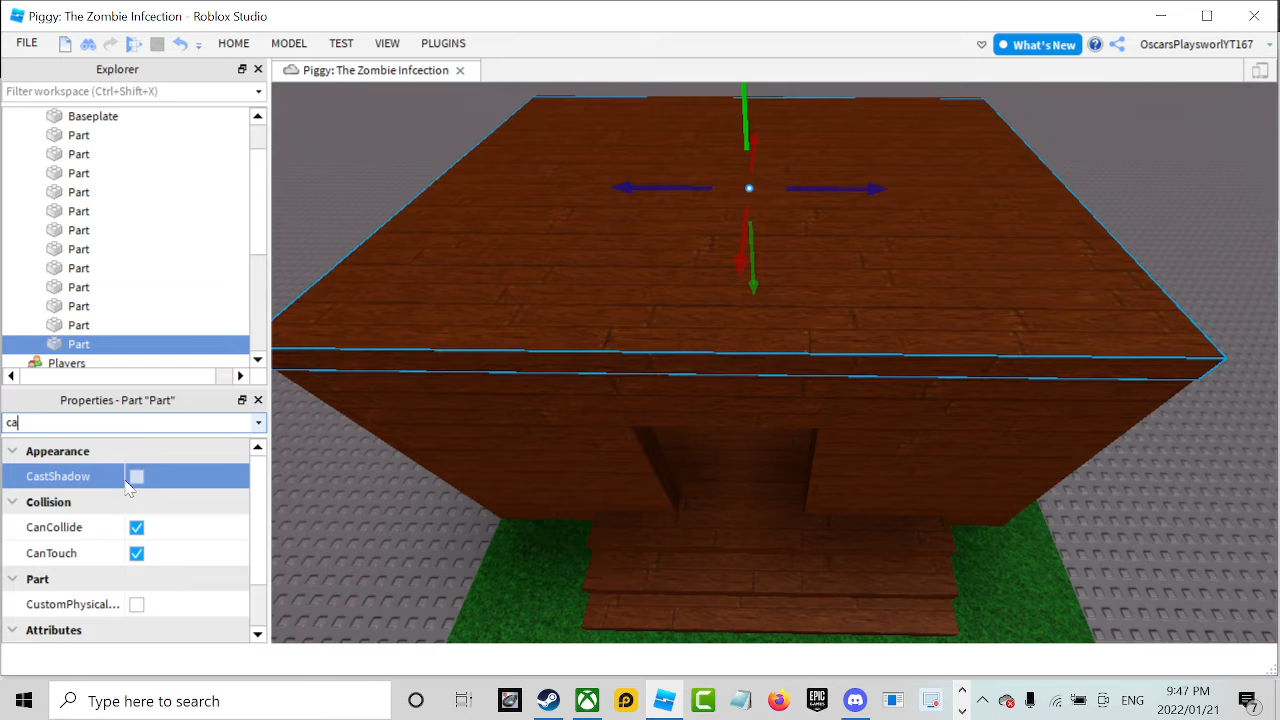 Piggy: The Zombie Infcection - Roblox Studio
FILE HOME MODEL TEST VIEW PLUGINS What's New OscarsPlaysworlYT167
Explorer
Piggy: The Zombie Infcection
Filter workspace (Ctrl+Shift+X)
Baseplate
Part
Part
Part
Part
Part
Part
Part
Part
Part
Part
Part
Part
Players
Properties - Part "Part"
ca
Appearance
CastShadow
Collision
CanCollide
CanTouch
Part
CustomPhysical...
Attributes
Type here to search
EPIC GAMES
ENG
9:47 PM
2022/01/21
7